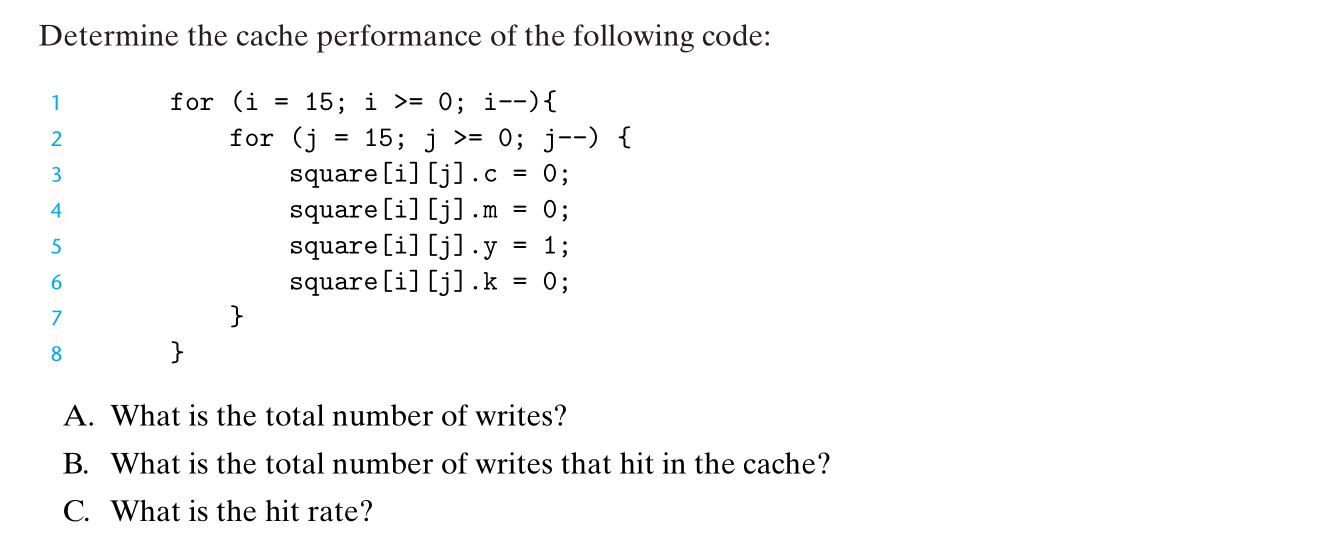 Determine the cache performance of the following code:
1 for (i = 15; i >= 0; i--){
2 for (j = 15; j >= 0; j--) {
3 square[i][j].c = 0;
4 square[i][j].m = 0;
5 square[i][j].y = 1;
6 square[i][j].k = 0;
7 }
8 }
A. What is the total number of writes?
B. What is the total number of writes that hit in the cache?
C. What is the hit rate?